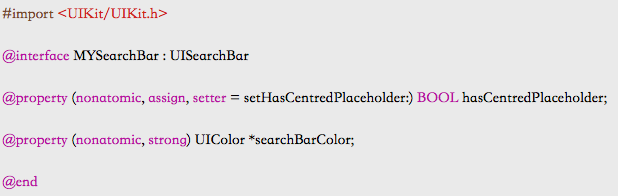 #import <UIKit/UIKit.h>
@interface MYSearchBar : UISearchBar
@property (nonatomic, assign, setter = setHasCentredPlaceholder:) BOOL hasCentredPlaceholder;
@property (nonatomic, strong) UIColor *searchBarColor;
@end